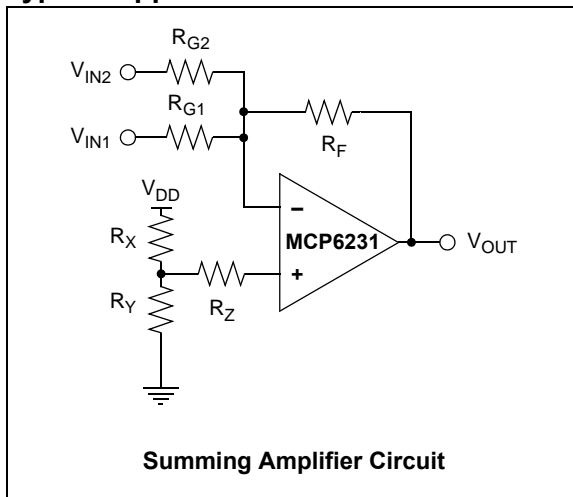 R_G2
V_IN2
R_G1
V_IN1
R_F
V_DD
–
R_X
MCP6231
V_OUT
+
R_Y
R_Z
Summing Amplifier Circuit